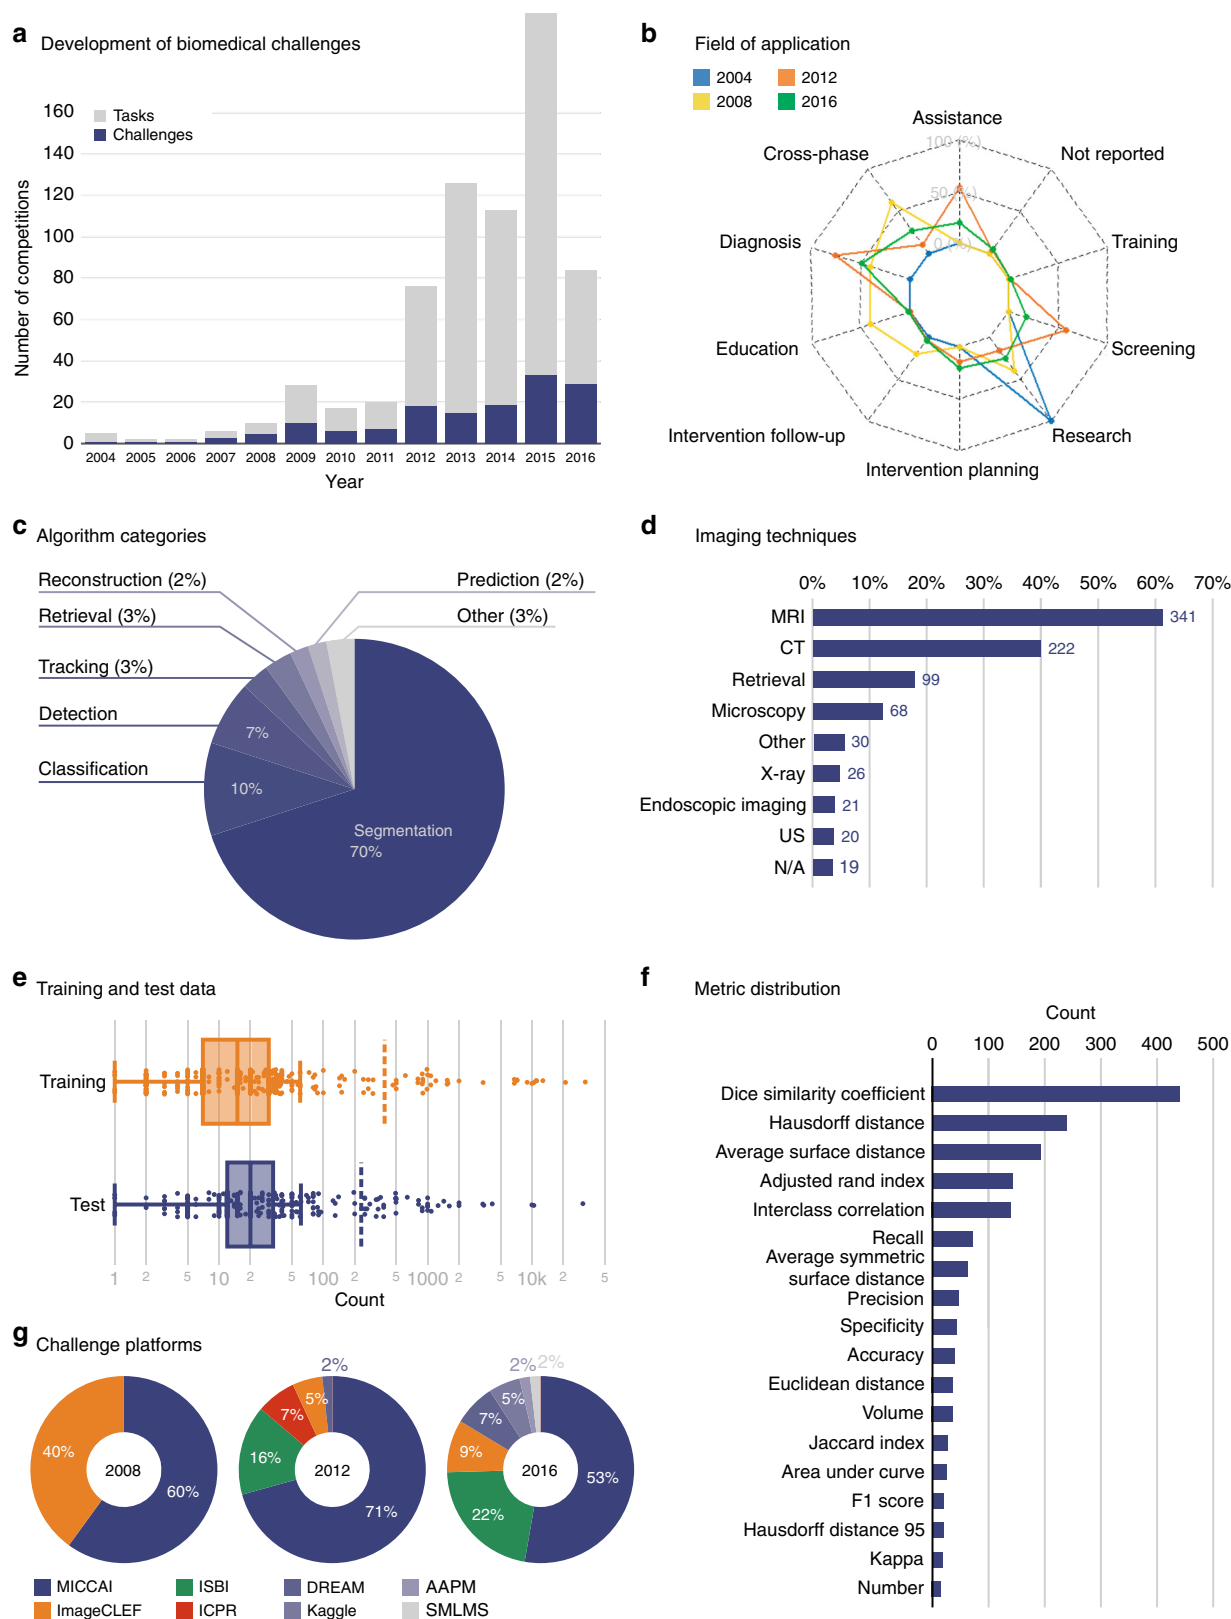 a Development of biomedical challenges
160
140
120
100
80
60
40
20
0
Number of competitions
Tasks
Challenges
2004 2005 2006 2007 2008 2009 2010 2011 2012 2013 2014 2015 2016
Year
b Field of application
2004 2012
2008 2016
Assistance
100 (%)
50 (%)
0 (%)
Cross-phase
Not reported
Diagnosis
Training
Education
Screening
Intervention follow-up
Research
Intervention planning
c Algorithm categories
Reconstruction (2%)
Prediction (2%)
Retrieval (3%)
Other (3%)
Tracking (3%)
Detection
7%
Classification
10%
Segmentation
70%
d Imaging techniques
0% 10% 20% 30% 40% 50% 60% 70%
MRI 341
CT 222
Retrieval 99
Microscopy 68
Other 30
X-ray 26
Endoscopic imaging 21
US 20
N/A 19
e Training and test data
Training
Test
1 2 5 10 2 5 100 2 5 1000 2 5 10k 2 5
Count
f Metric distribution
Count
0 100 200 300 400 500
Dice similarity coefficient
Hausdorff distance
Average surface distance
Adjusted rand index
Interclass correlation
Recall
Average symmetric
surface distance
Precision
Specificity
Accuracy
Euclidean distance
Volume
Jaccard index
Area under curve
F1 score
Hausdorff distance 95
Kappa
Number
g Challenge platforms
40%
2008
60%
2%
5%
7%
16%
2012
71%
2% 2%
5%
7%
9%
22%
2016
53%
MICCAI ISBI DREAM AAPM
ImageCLEF ICPR Kaggle SMLMS